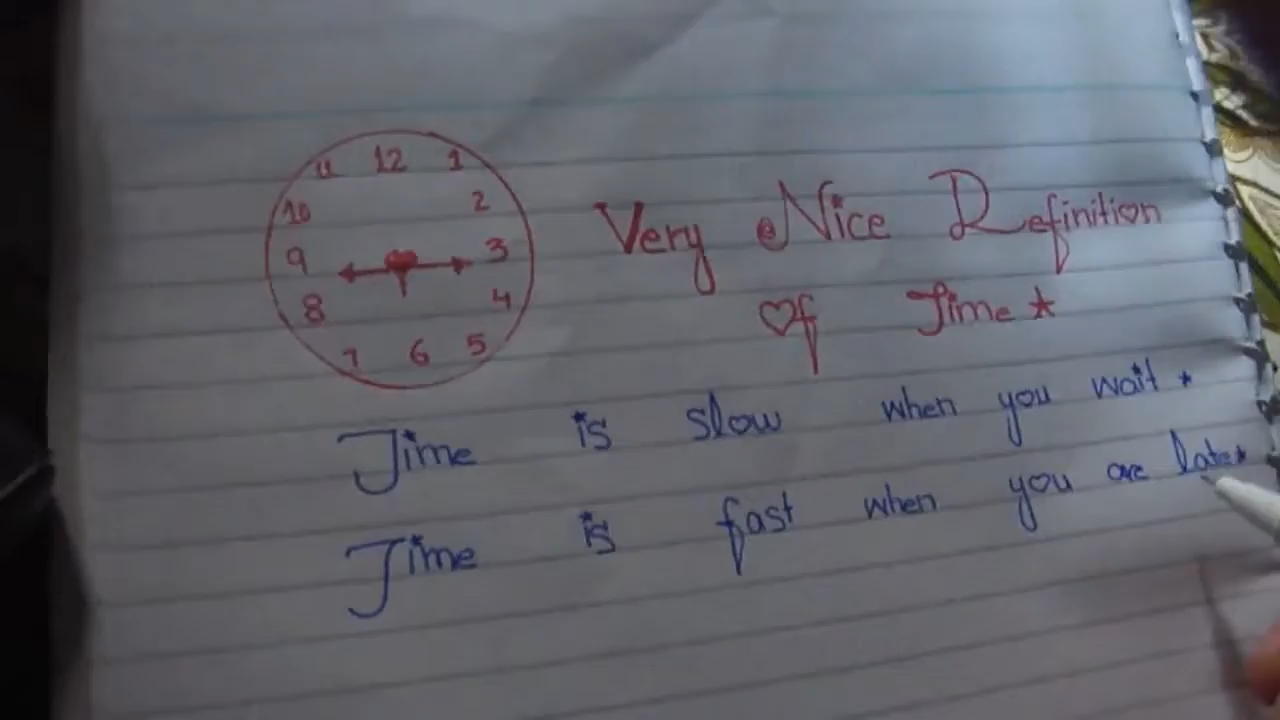 11 12 1
10 2
9 3
8 4
7 6 5
Very Nice Definition
Of Time
Time is slow when you wait
Time is fast when you are late